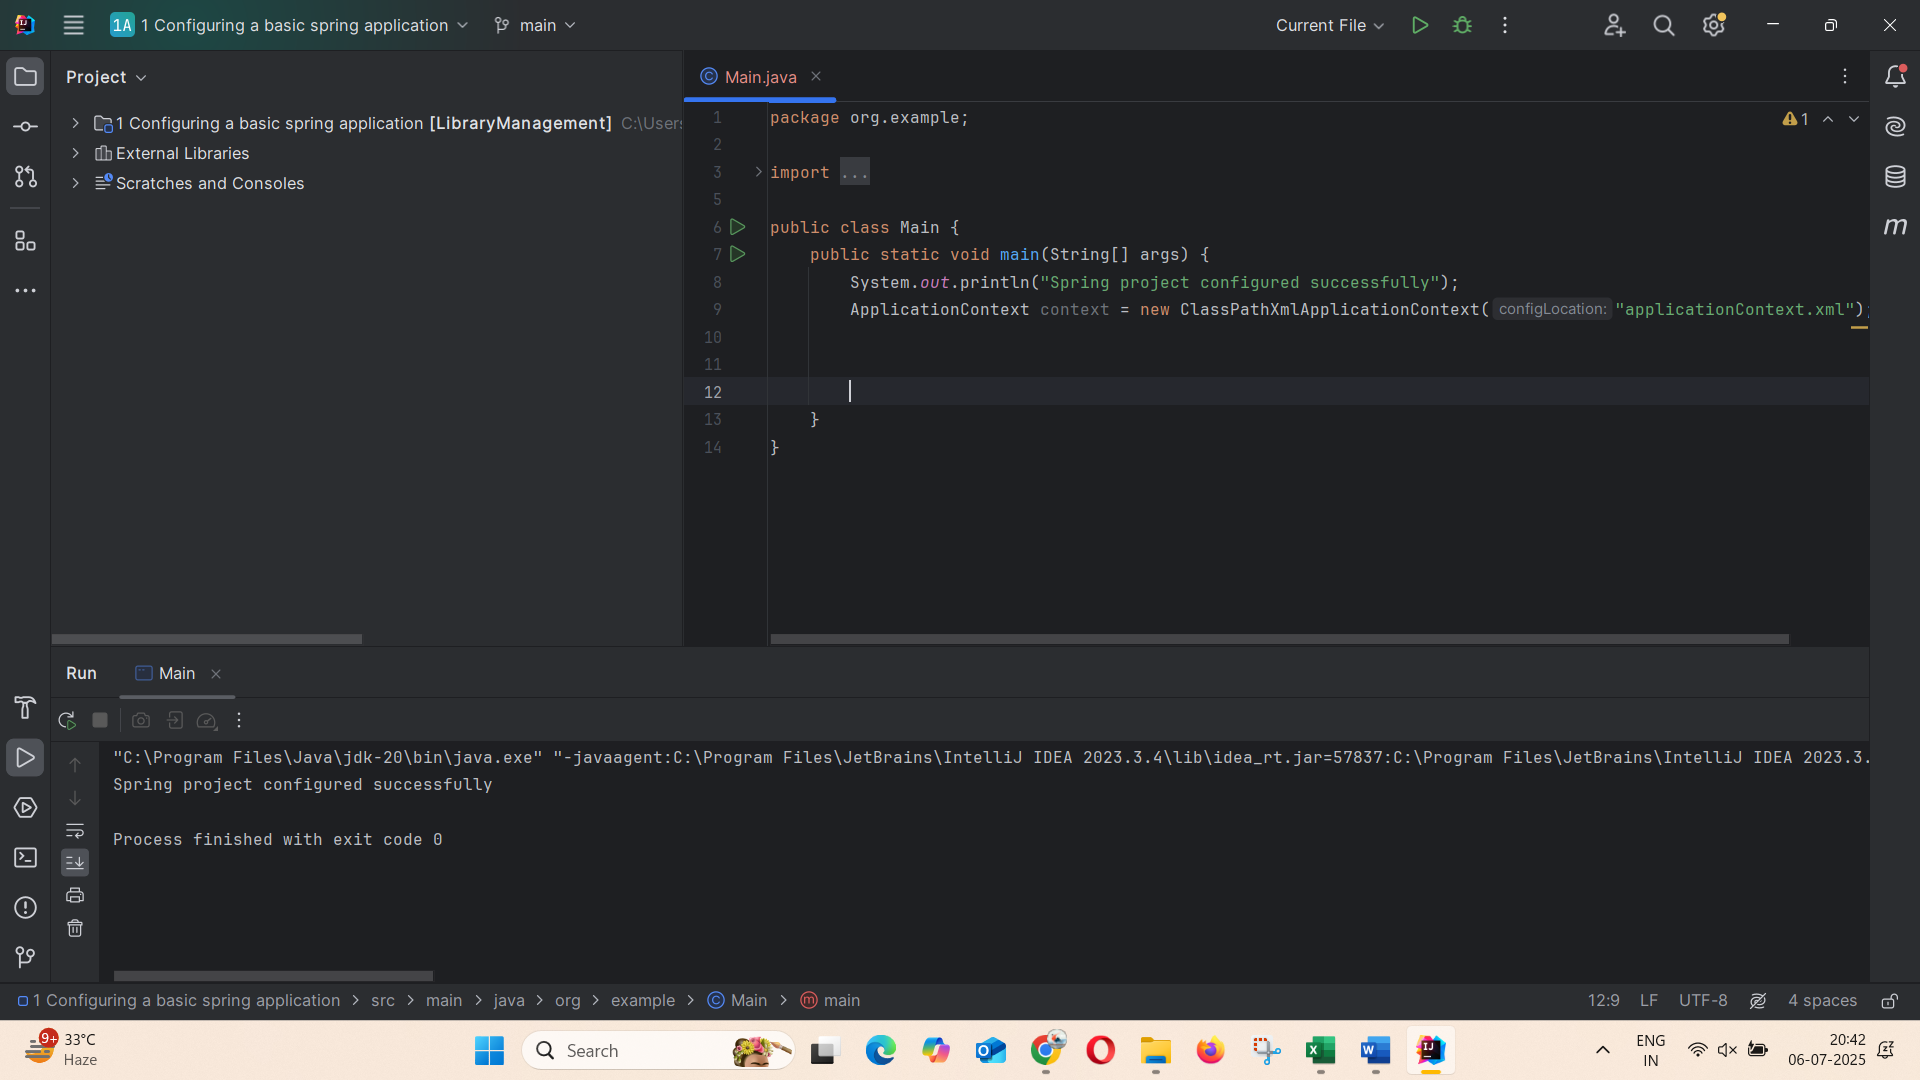 1A 1 Configuring a basic spring application main Current File
Project
1 Configuring a basic spring application [LibraryManagement] C:\Users
External Libraries
Scratches and Consoles
Main.java
1 package org.example;
2
3 import ...
5
6 public class Main {
7 public static void main(String[] args) {
8 System.out.println("Spring project configured successfully");
9 ApplicationContext context = new ClassPathXmlApplicationContext( configLocation: "applicationContext.xml");
10
11
12
13 }
14 }
1
m
Run Main
"C:\Program Files\Java\jdk-20\bin\java.exe" "-javaagent:C:\Program Files\JetBrains\IntelliJ IDEA 2023.3.4\lib\idea_rt.jar=57837:C:\Program Files\JetBrains\IntelliJ IDEA 2023.3.
Spring project configured successfully
Process finished with exit code 0
1 Configuring a basic spring application > src > main > java > org > example > Main > main 12:9 LF UTF-8 4 spaces
9+ 33°C
Haze
Search
ENG
IN
20:42
06-07-2025